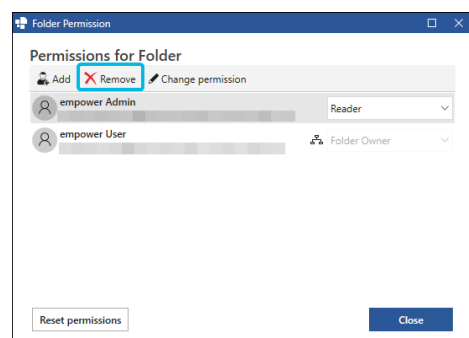 Folder Permission
Permissions for Folder
Add Remove Change permission
empower Admin
Reader
empower User
Folder Owner
Reset permissions Close